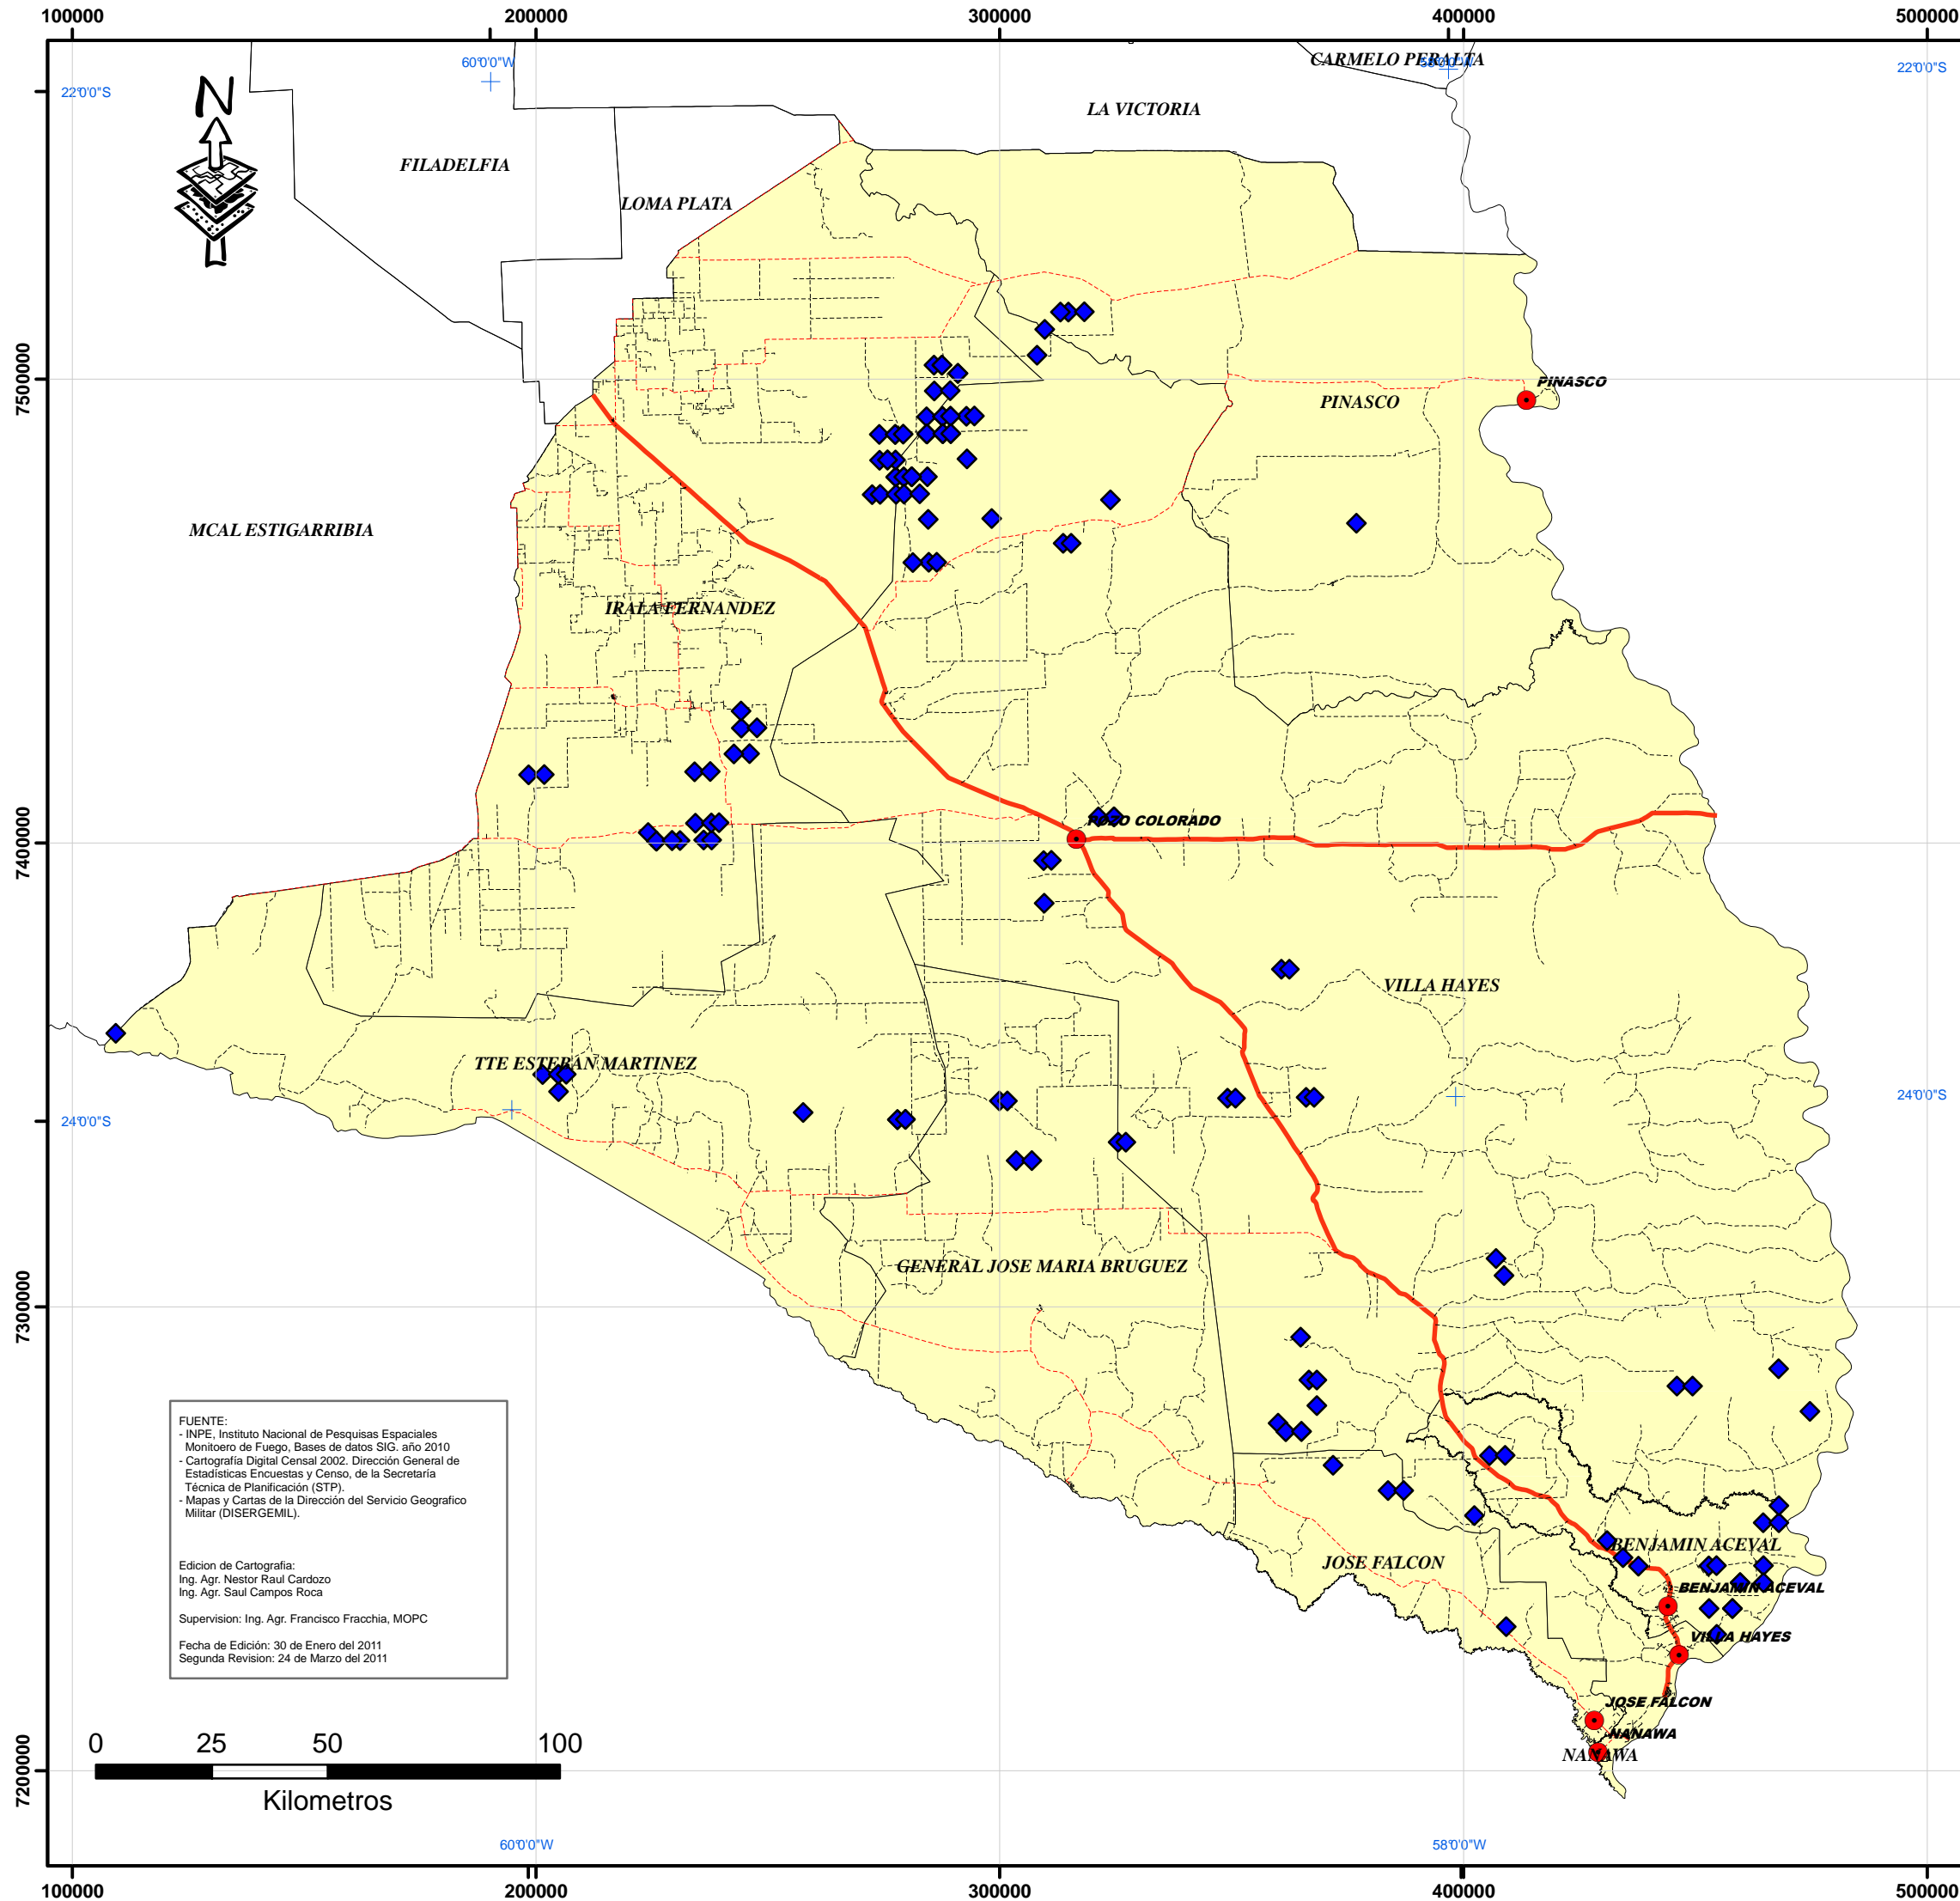 100000 200000 300000 400000 500000
CARMELO PERALTA
60°0'0"W 58°0'0"W 22°0'0"S
22°0'0"S
LA VICTORIA
N
FILADELFIA
LOMA PLATA
7500000
PINASCO
PINASCO
MCAL ESTIGARRIBIA
IRALA FERNANDEZ
POZO COLORADO
7400000
VILLA HAYES
TTE ESTEBAN MARTINEZ
24°0'0"S 24°0'0"S
GENERAL JOSE MARIA BRUGUEZ
7300000
FUENTE:
- INPE, Instituto Nacional de Pesquisas Espaciales
Monitoero de Fuego, Bases de datos SIG. año 2010
- Cartografía Digital Censal 2002. Dirección General de
Estadísticas Encuestas y Censo, de la Secretaría
Técnica de Planificación (STP).
- Mapas y Cartas de la Dirección del Servicio Geografico
Militar (DISERGEMIL).
Edicion de Cartografia:
Ing. Agr. Nestor Raul Cardozo
Ing. Agr. Saul Campos Roca
Supervision: Ing. Agr. Francisco Fracchia, MOPC
Fecha de Edición: 30 de Enero del 2011
Segunda Revision: 24 de Marzo del 2011
BENJAMIN ACEVAL
JOSE FALCON
BENJAMIN ACEVAL
VILLA HAYES
JOSE FALCON
NANAWA
NANAWA
7200000
0 25 50 100
Kilometros
60°0'0"W 58°0'0"W
100000 200000 300000 400000 500000